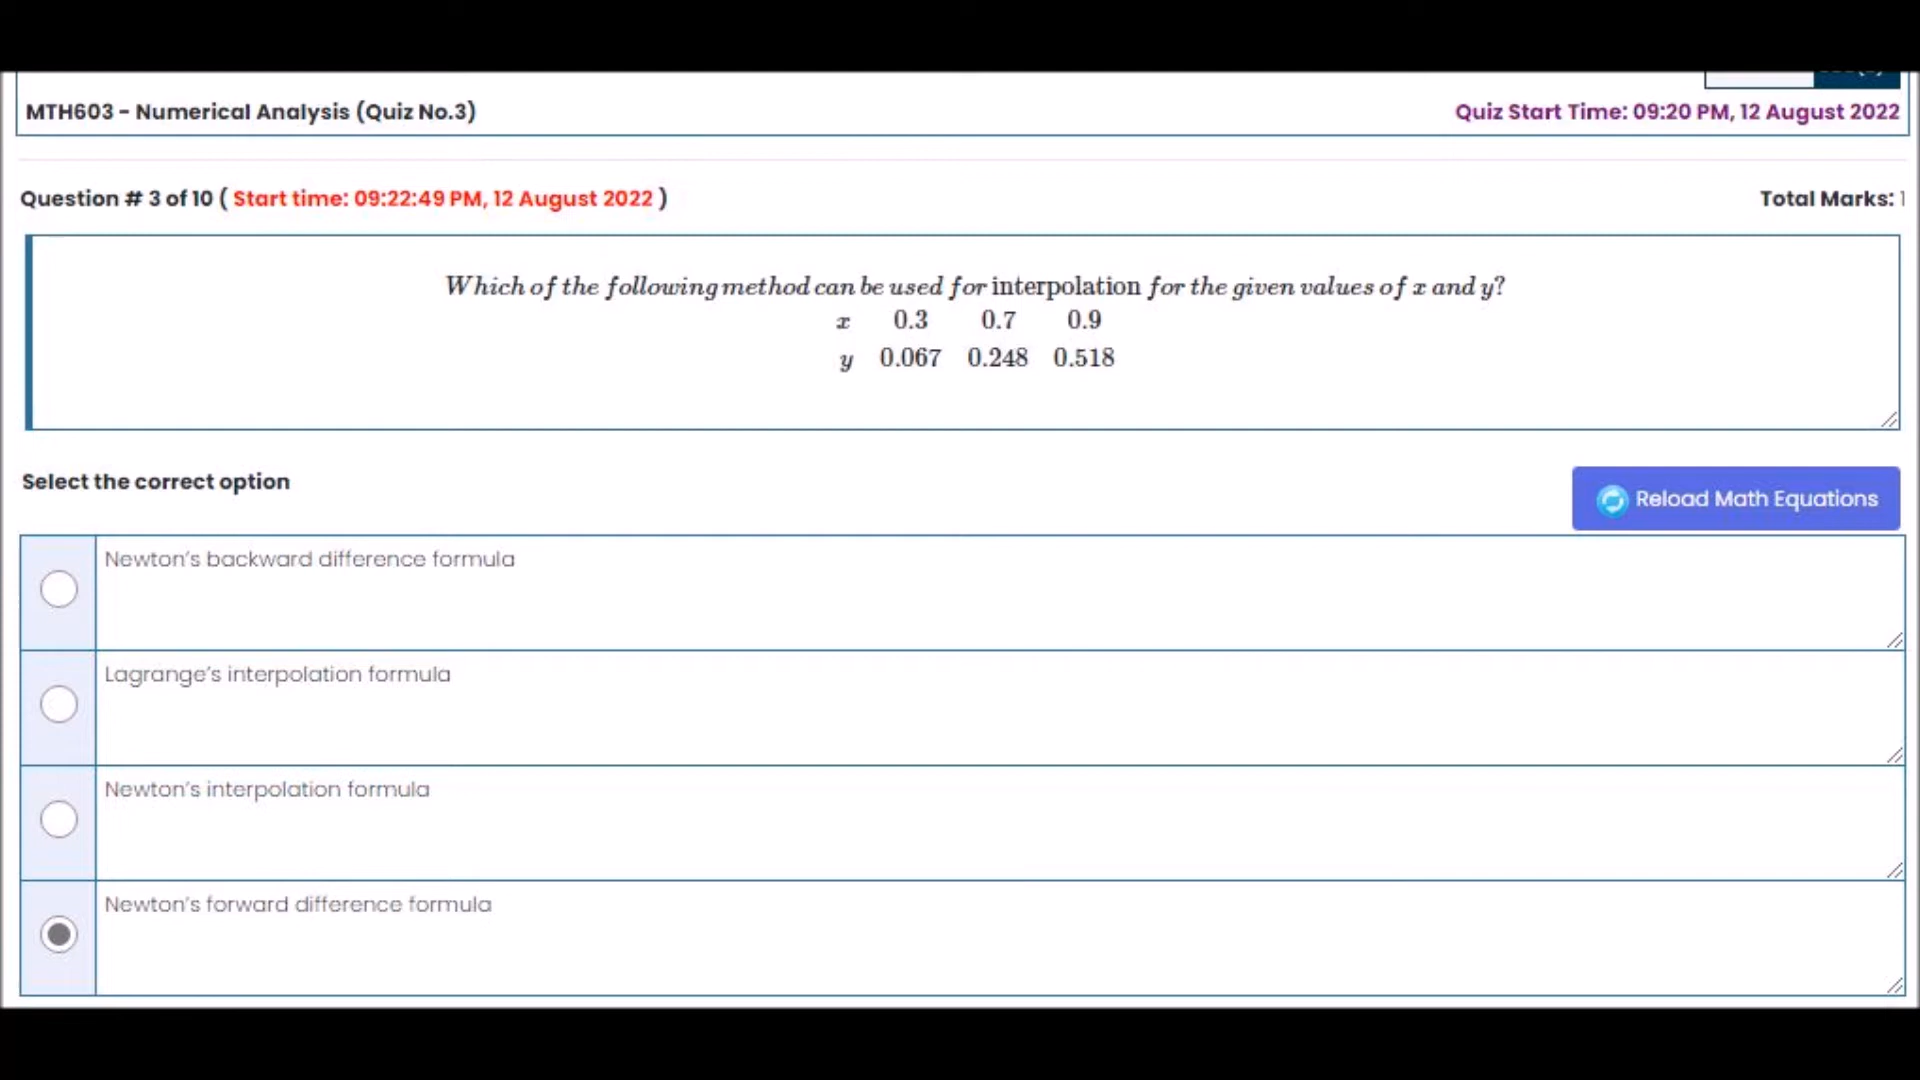 MTH603 - Numerical Analysis (Quiz No.3)
Quiz Start Time: 09:20 PM, 12 August 2022
Question # 3 of 10 ( Start time: 09:22:49 PM, 12 August 2022 )
Total Marks: 1
Which of the following method can be used for interpolation for the given values of x and y?
x 0.3 0.7 0.9
y 0.067 0.248 0.518
Select the correct option
Reload Math Equations
Newton's backward difference formula
Lagrange's interpolation formula
Newton's interpolation formula
Newton's forward difference formula